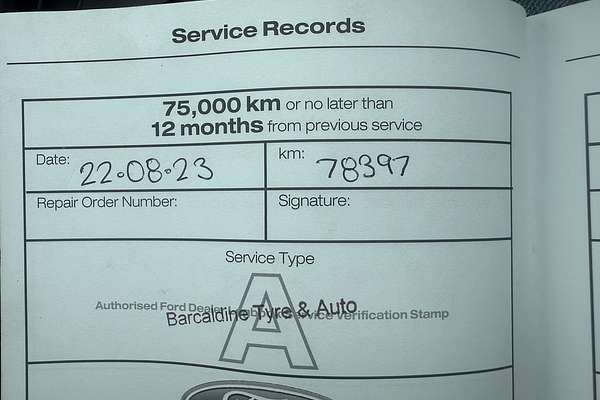 Service Records
75,000 km or no later than
12 months from previous service
Date: 22-08-23
km: 78397
Repair Order Number:
Signature:
Service Type
A
Authorised Ford Dealer Service Verification Stamp
Barcaldine Tyre & Auto